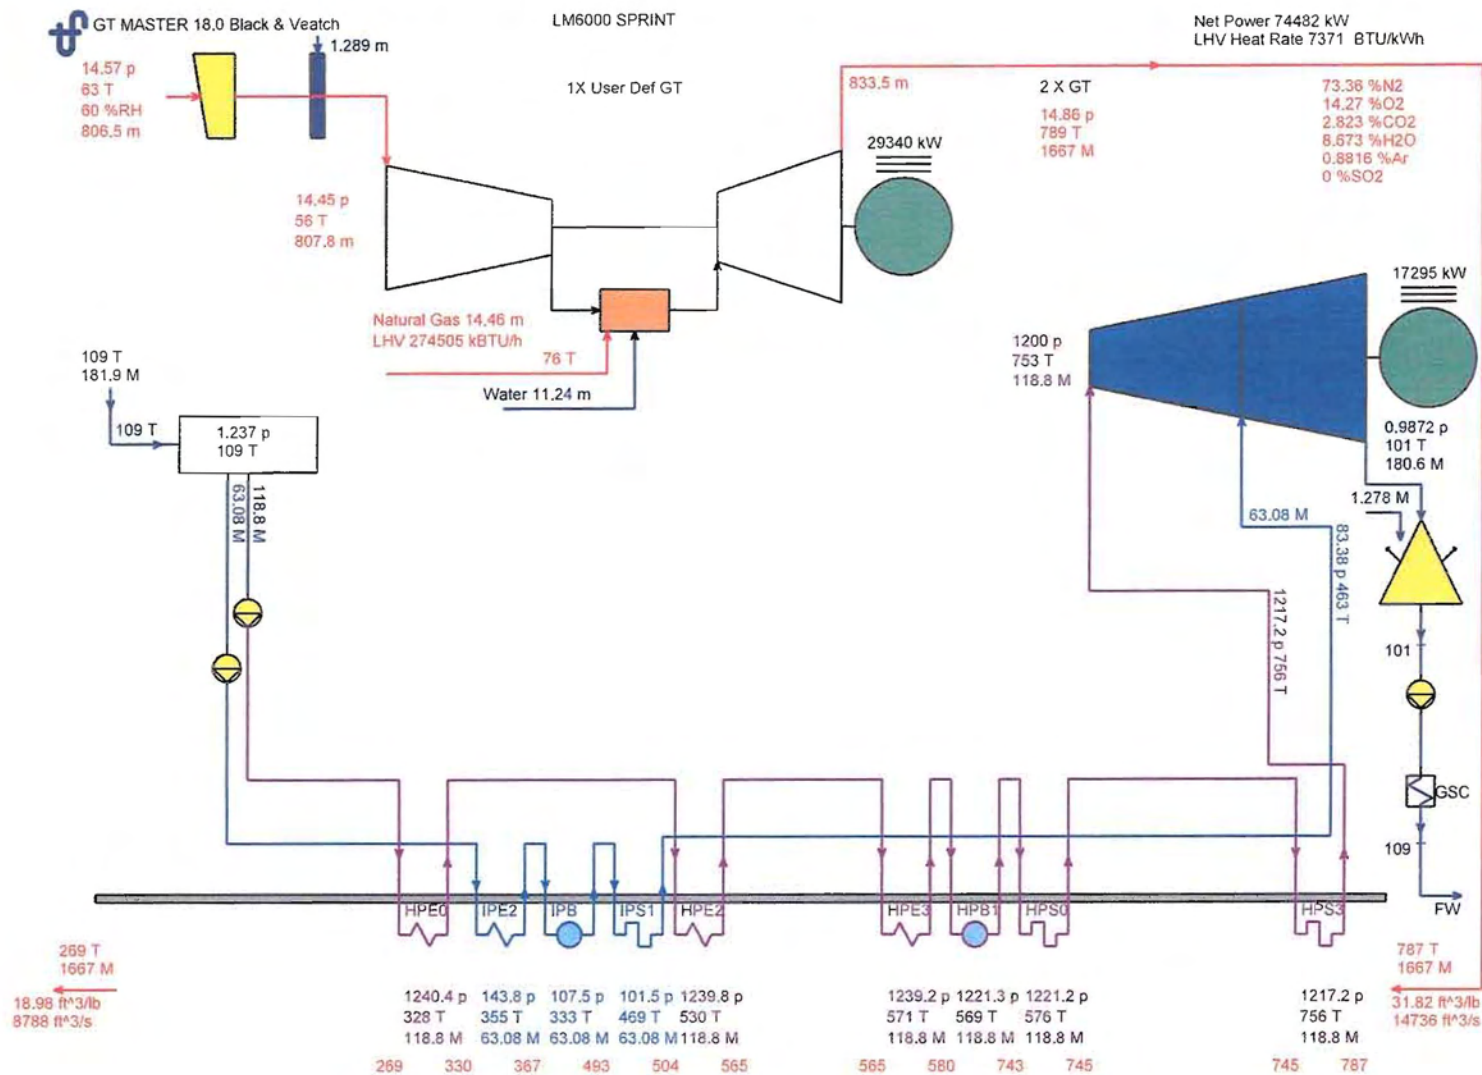 GT MASTER 18.0 Black & Veatch
LM6000 SPRINT
Net Power 74482 kW
LHV Heat Rate 7371 BTU/kWh
1.289 m
14.57 p
63 T
60 %RH
806.5 m
1X User Def GT
833.5 m
2 X GT
14.86 p
789 T
1667 M
73.36 %N2
14.27 %O2
2.823 %CO2
8.673 %H2O
0.8816 %Ar
0 %SO2
29340 kW
14.45 p
56 T
807.8 m
17295 kW
Natural Gas 14.46 m
LHV 274505 kBTU/h
76 T
Water 11.24 m
1200 p
753 T
118.8 M
109 T
181.9 M
109 T
1.237 p
109 T
63.08 M
118.8 M
0.9872 p
101 T
180.6 M
1.278 M
63.08 M
83.38 p 463 T
1217.2 p 756 T
101
GSC
109
FW
HPE0
IPE2
IPB
IPS1
HPE2
HPE3
HPB1
HPS0
HPS3
269 T
1667 M
18.98 ft^3/lb
8788 ft^3/s
787 T
1667 M
31.82 ft^3/lb
14736 ft^3/s
1240.4 p
328 T
118.8 M
143.8 p
355 T
63.08 M
107.5 p
333 T
63.08 M
101.5 p
469 T
63.08 M
1239.8 p
530 T
118.8 M
1239.2 p
571 T
118.8 M
1221.3 p
569 T
118.8 M
1221.2 p
576 T
118.8 M
1217.2 p
756 T
118.8 M
269 330 367 493 504 565 565 580 743 745 745 787